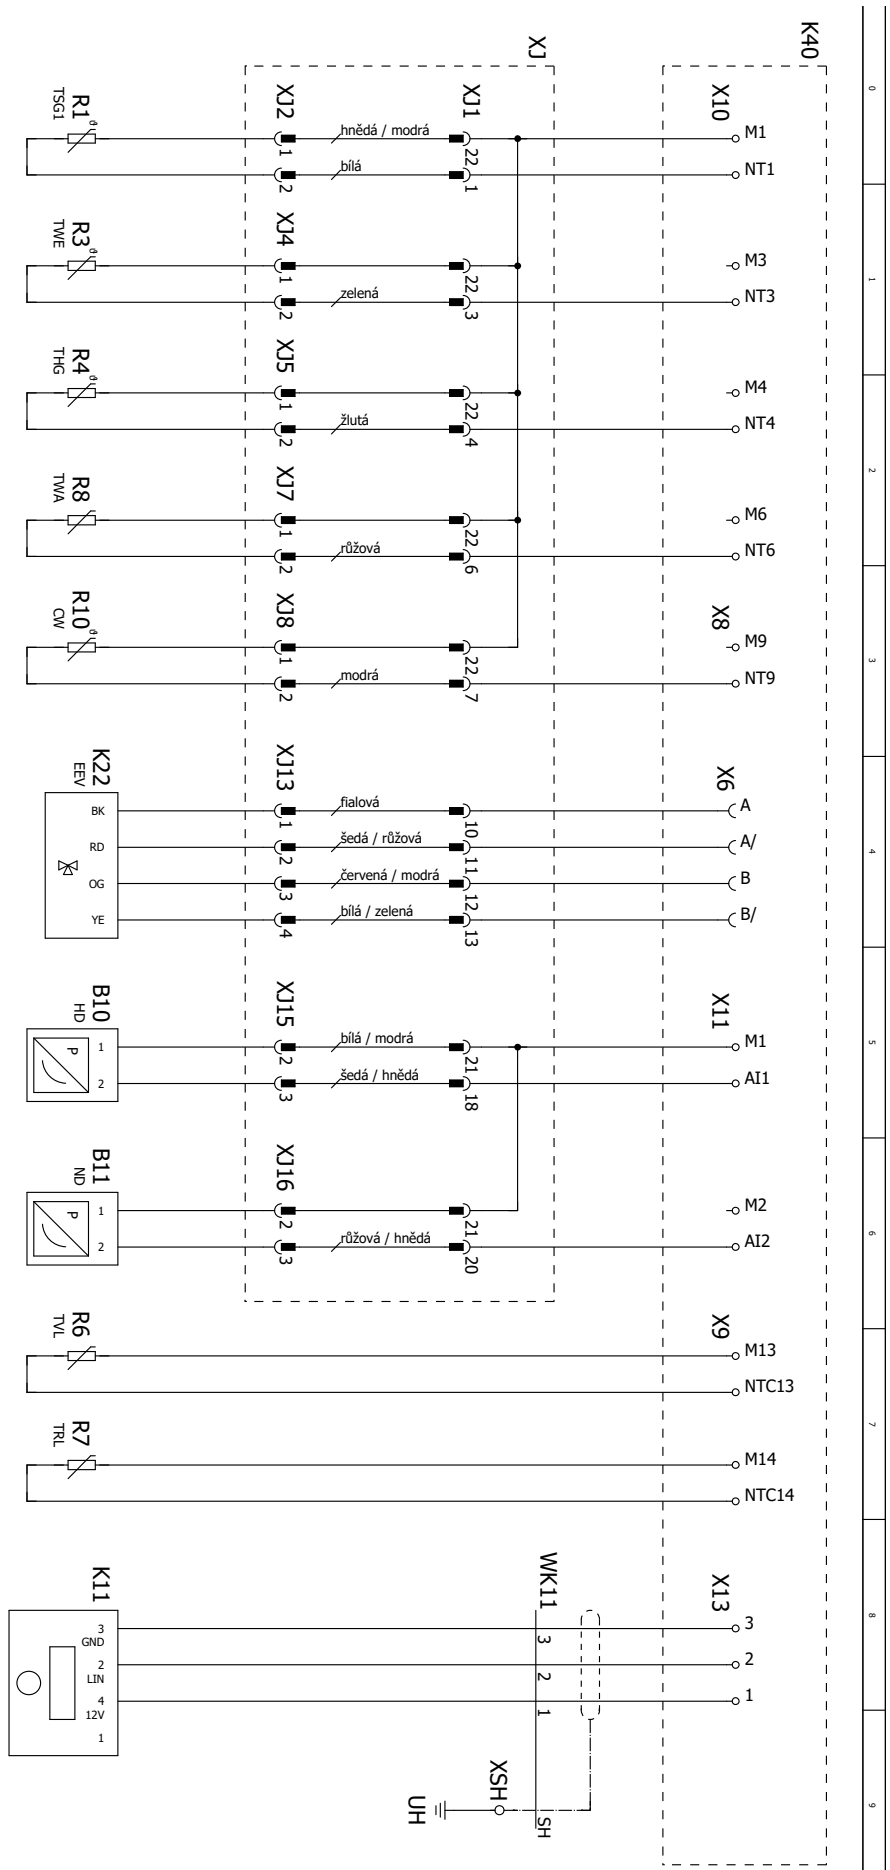 K40
XJ
0
1
2
3
4
5
6
7
8
9
R1
TSG1
ϑ
XJ2
1
2
hnědá / modrá
bílá
XJ1
22
1
X10
M1
NT1
R3
TWE
ϑ
XJ4
1
2
zelená
22
3
M3
NT3
R4
THG
ϑ
XJ5
1
2
žlutá
22
4
M4
NT4
R8
TWA
XJ7
1
2
růžová
22
6
M6
NT6
R10
CW
ϑ
XJ8
1
2
modrá
22
7
X8
M9
NT9
K22
EEV
BK
RD
OG
YE
XJ13
1
2
3
4
fialová
šedá / růžová
červená / modrá
bílá / zelená
10
11
12
13
X6
A
A/
B
B/
B10
HD
1
2
P
XJ15
2
3
bílá / modrá
šedá / hnědá
21
18
X11
M1
AI1
B11
ND
1
2
P
XJ16
2
3
růžová / hnědá
21
20
M2
AI2
R6
TVL
X9
M13
NTC13
R7
TRL
M14
NTC14
K11
3
GND
2
LIN
4
12V
1
WK11
3
2
1
SH
X13
3
2
1
XSH
UH